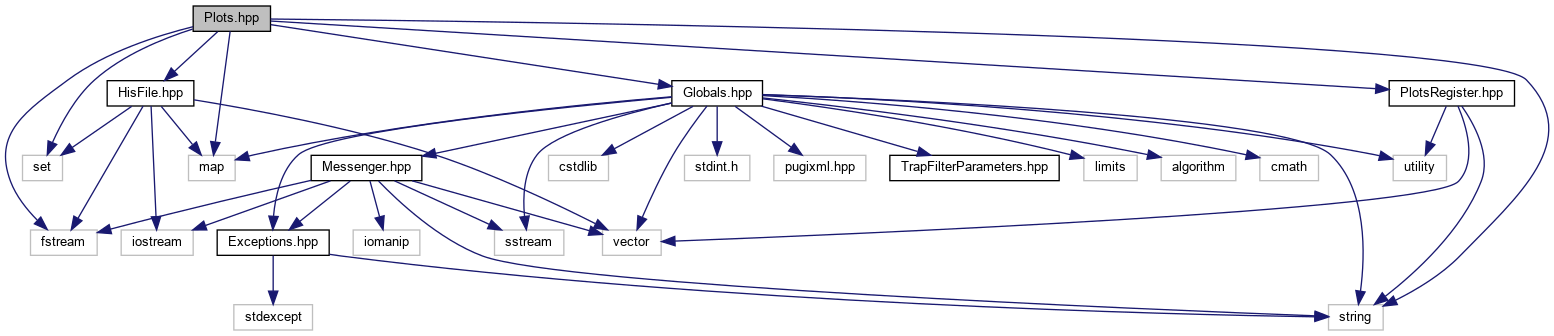 Plots.hpp
HisFile.hpp
Globals.hpp
PlotsRegister.hpp
set
map
Messenger.hpp
cstdlib
stdint.h
pugixml.hpp
TrapFilterParameters.hpp
limits
algorithm
cmath
utility
fstream
iostream
Exceptions.hpp
iomanip
sstream
vector
stdexcept
string